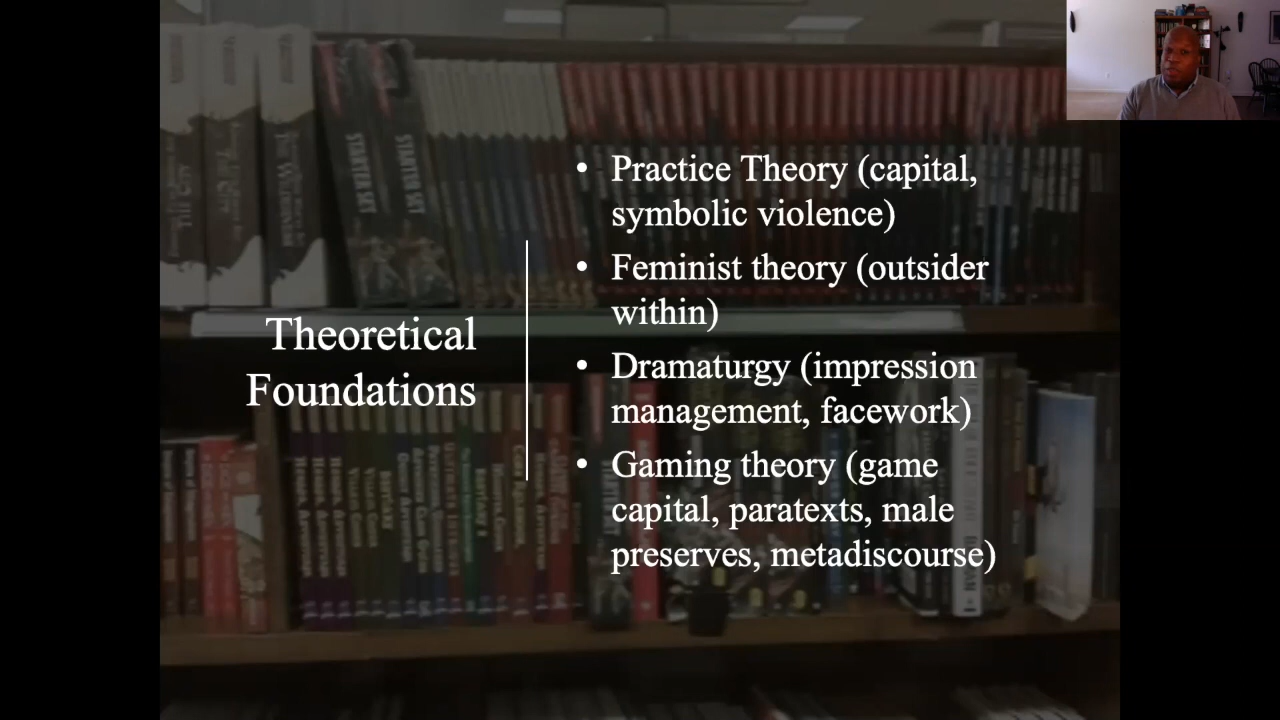 Theoretical
Foundations
• Practice Theory (capital,
symbolic violence)
• Feminist theory (outsider
within)
• Dramaturgy (impression
management, facework)
• Gaming theory (game
capital, paratexts, male
preserves, metadiscourse)
STARTER SET
STARTER SET